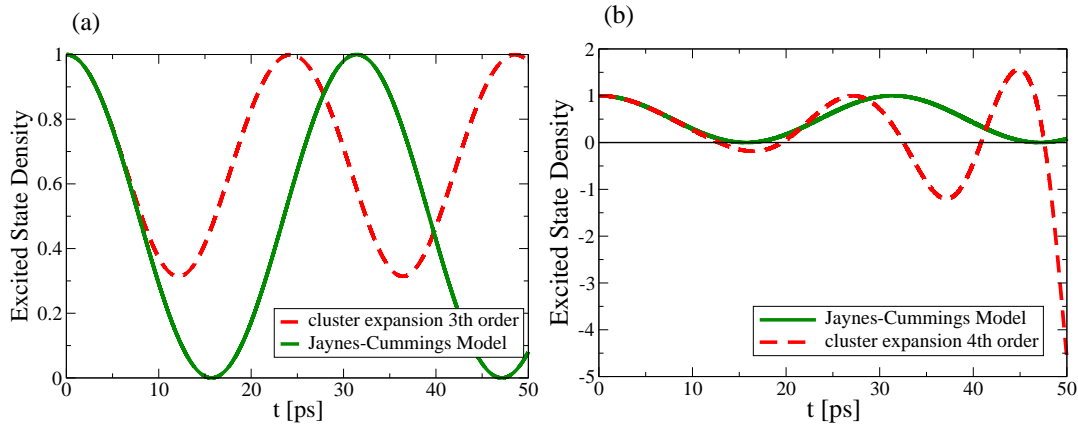 (a)
Excited State Density
1
0.8
0.6
0.4
0.2
0
cluster expansion 3th order
Jaynes-Cummings Model
0 10 20 30 40 50
t [ps]
(b)
Excited State Density
2
1
0
-1
-2
-3
-4
-5
Jaynes-Cummings Model
cluster expansion 4th order
0 10 20 30 40 50
t [ps]